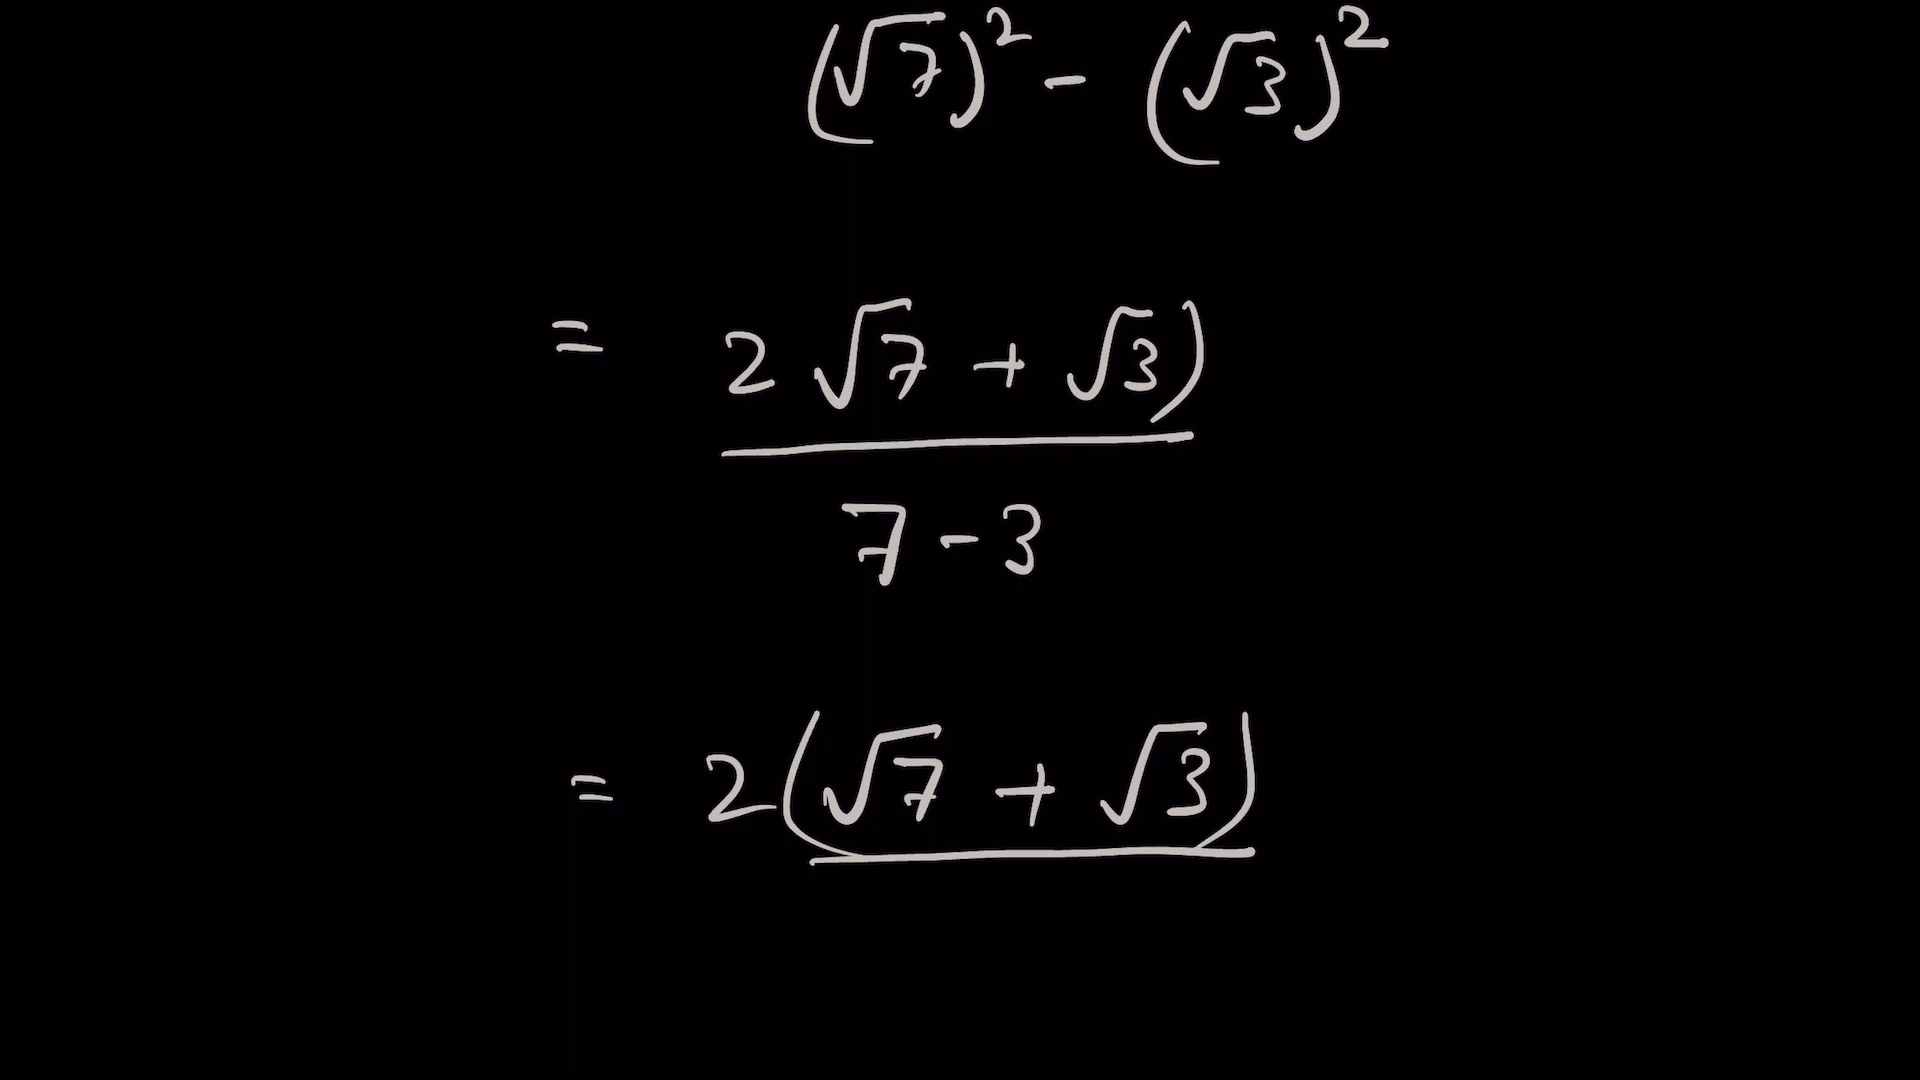 (√7)² - (√3)²
= 2 √7 + √3)
7 - 3
= 2(√7 + √3)